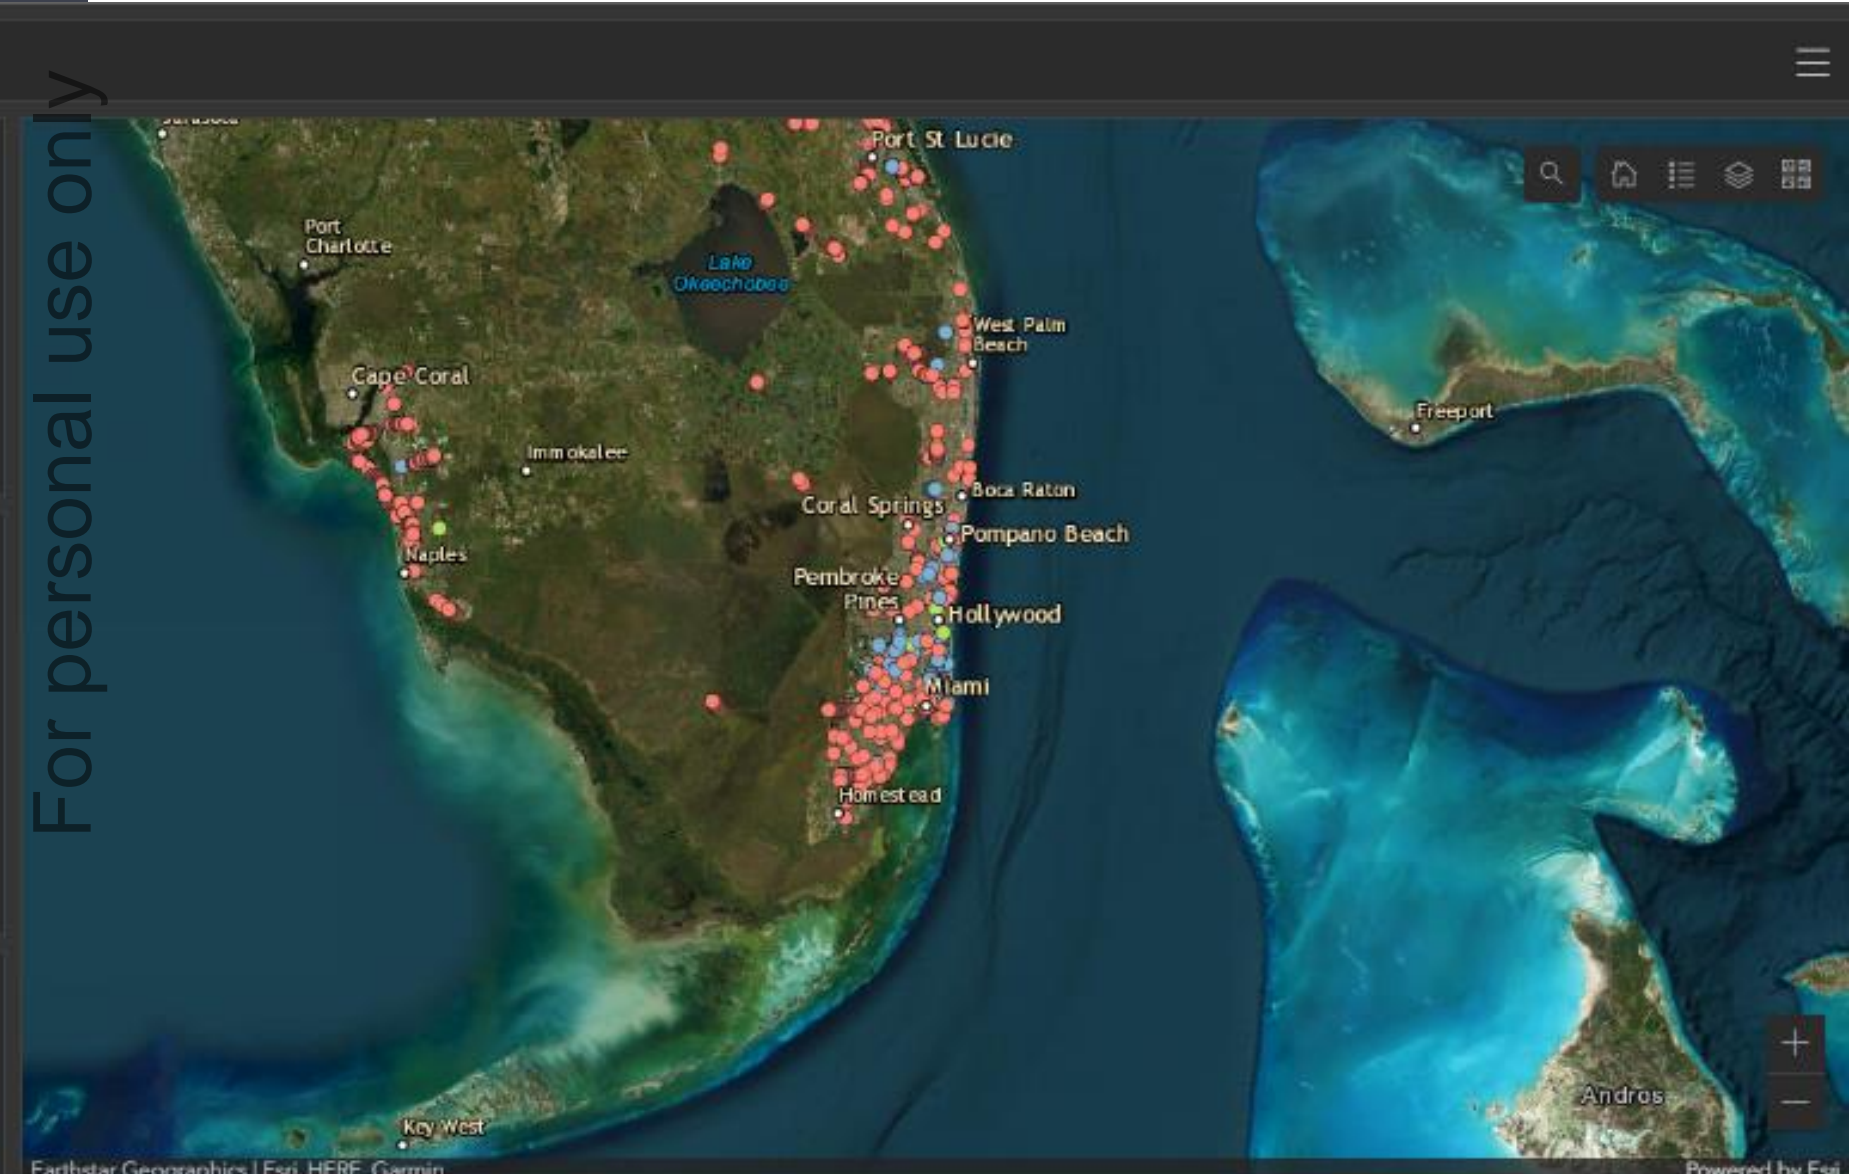 For personal use only
Sarasota
Port St Lucie
Port
Charlotte
Lake
Okeechobee
West Palm
Beach
Cape Coral
Freeport
Immokalee
Boca Raton
Coral Springs
Pompano Beach
Naples
Pembroke
Pines
Hollywood
Miami
Homestead
Andros
Key West
Earthstar Geographics | Esri, HERE, Garmin
Powered by Esri